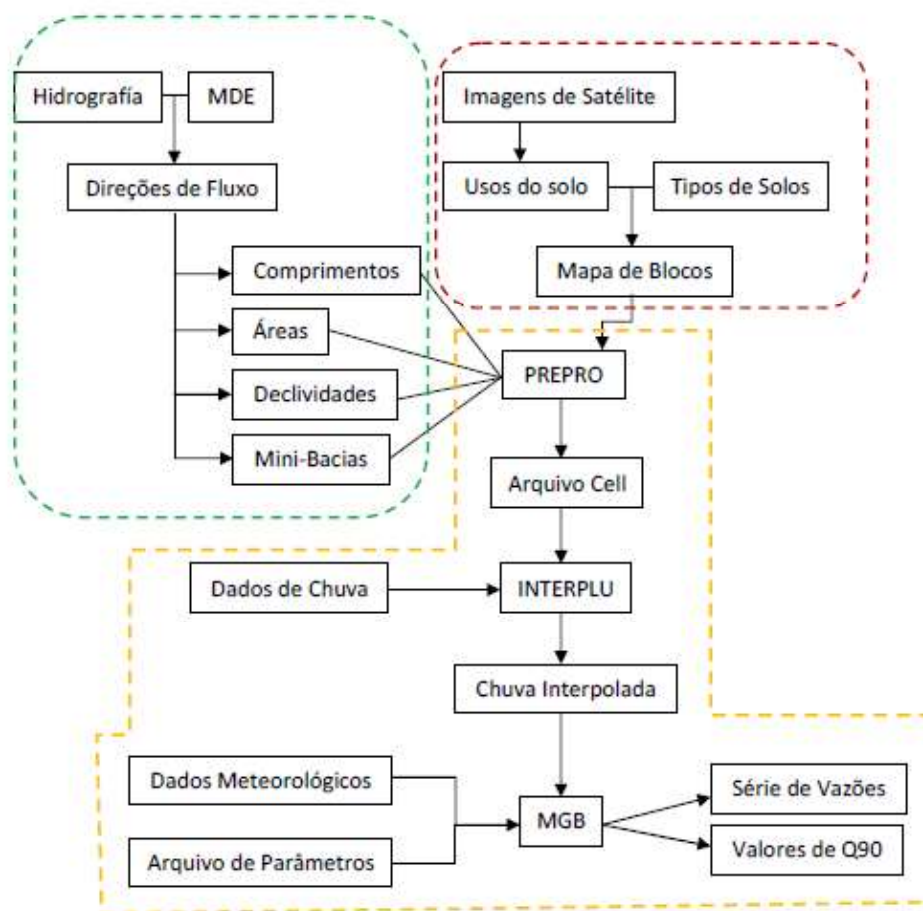 Hidrografía
MDE
Direções de Fluxo
Comprimentos
Áreas
Declividades
Mini-Bacias
Imagens de Satélite
Usos do solo
Tipos de Solos
Mapa de Blocos
PREPRO
Arquivo Cell
Dados de Chuva
INTERPLU
Chuva Interpolada
Dados Meteorológicos
Arquivo de Parâmetros
MGB
Série de Vazões
Valores de Q90